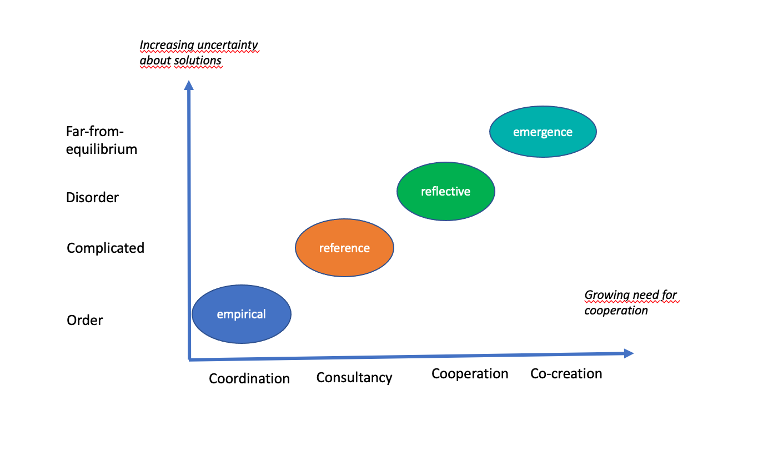 Increasing uncertainty
about solutions
Far-from-
equilibrium
emergence
Disorder
reflective
Complicated
reference
Growing need for
cooperation
Order
empirical
Coordination
Consultancy
Cooperation
Co-creation